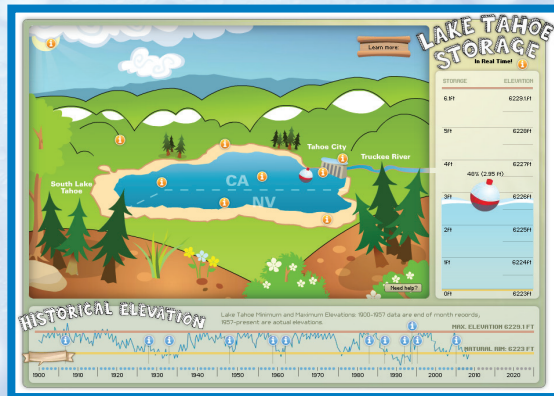 Learn more!
LAKE TAHOE
STORAGE
In Real Time!
STORAGE ELEVATION
6.1ft 6229.1ft
5ft 6228ft
4ft 6227ft
48% (2.95 ft)
3ft 6226ft
2ft 6225ft
1ft 6224ft
0ft 6223ft
Tahoe City
Truckee River
CA
South Lake
Tahoe
NV
Need help?
HISTORICAL ELEVATION
Lake Tahoe Minimum and Maximum Elevations: 1900-1957 data are end of month records,
1957-present are actual elevations.
MAX. ELEVATION 6229.1 FT
NATURAL RIM: 6223 FT
1900 1910 1920 1930 1940 1950 1960 1970 1980 1990 2000 2010 2020